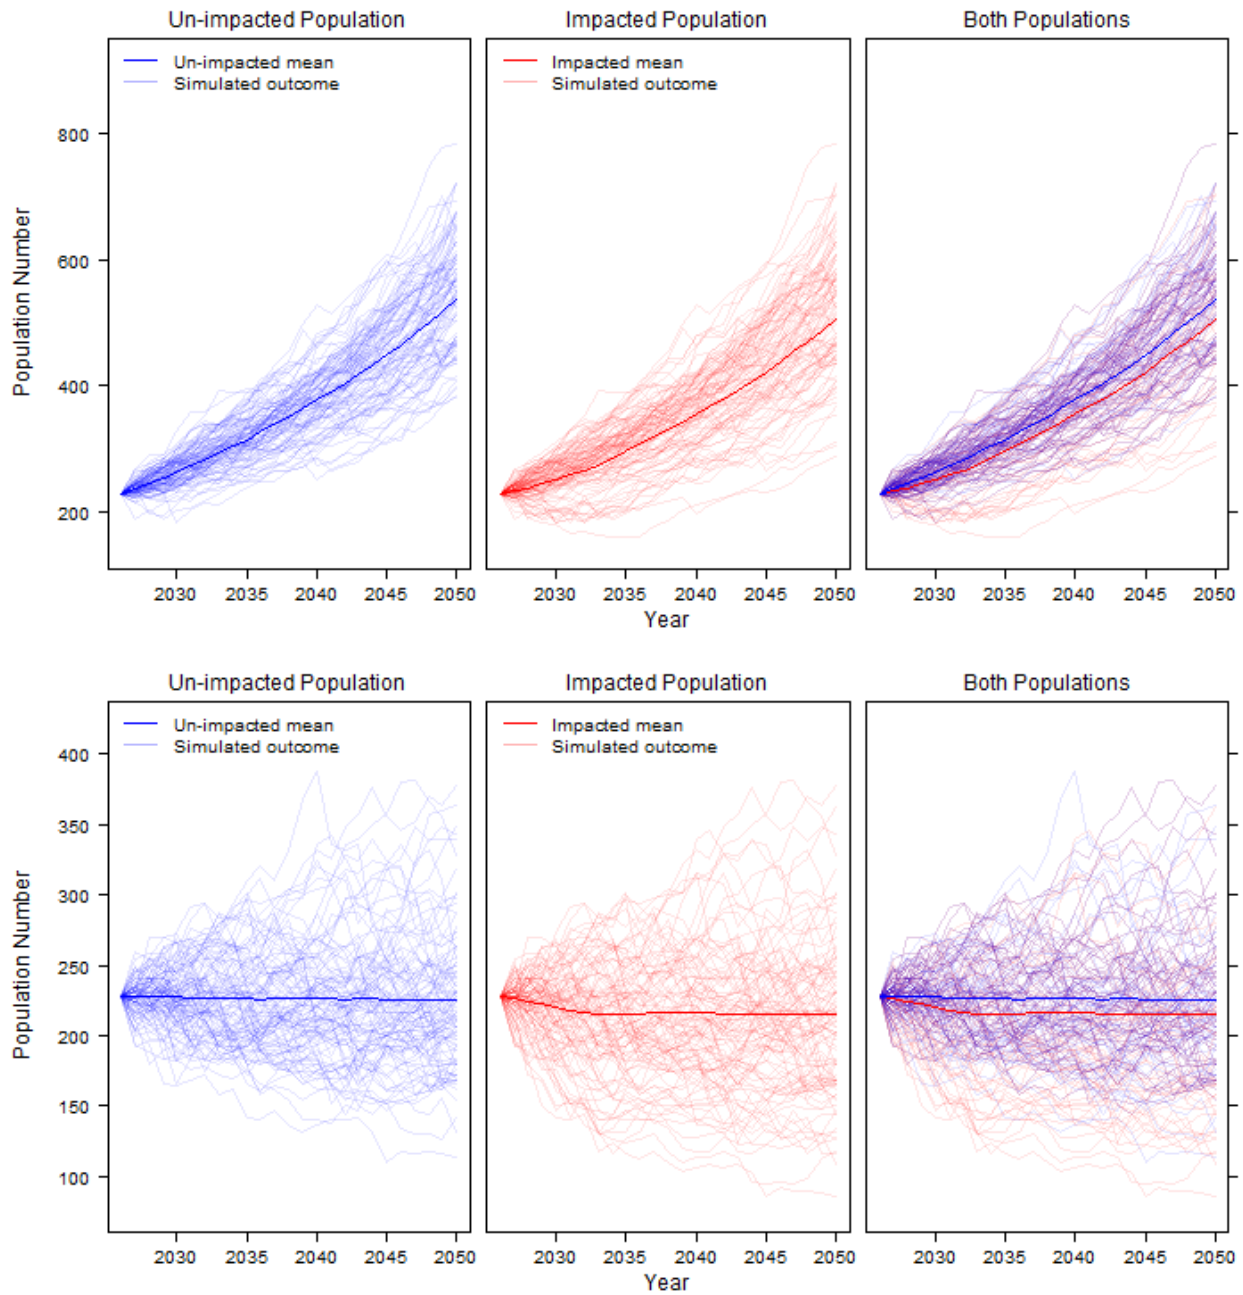 Un-impacted Population Impacted Population Both Populations
Un-impacted mean Impacted mean
Simulated outcome Simulated outcome
800
600
400
200
Population Number
2030 2035 2040 2045 2050 2030 2035 2040 2045 2050 2030 2035 2040 2045 2050
Year
Un-impacted Population Impacted Population Both Populations
Un-impacted mean Impacted mean
Simulated outcome Simulated outcome
400
350
300
250
200
150
100
Population Number
2030 2035 2040 2045 2050 2030 2035 2040 2045 2050 2030 2035 2040 2045 2050
Year